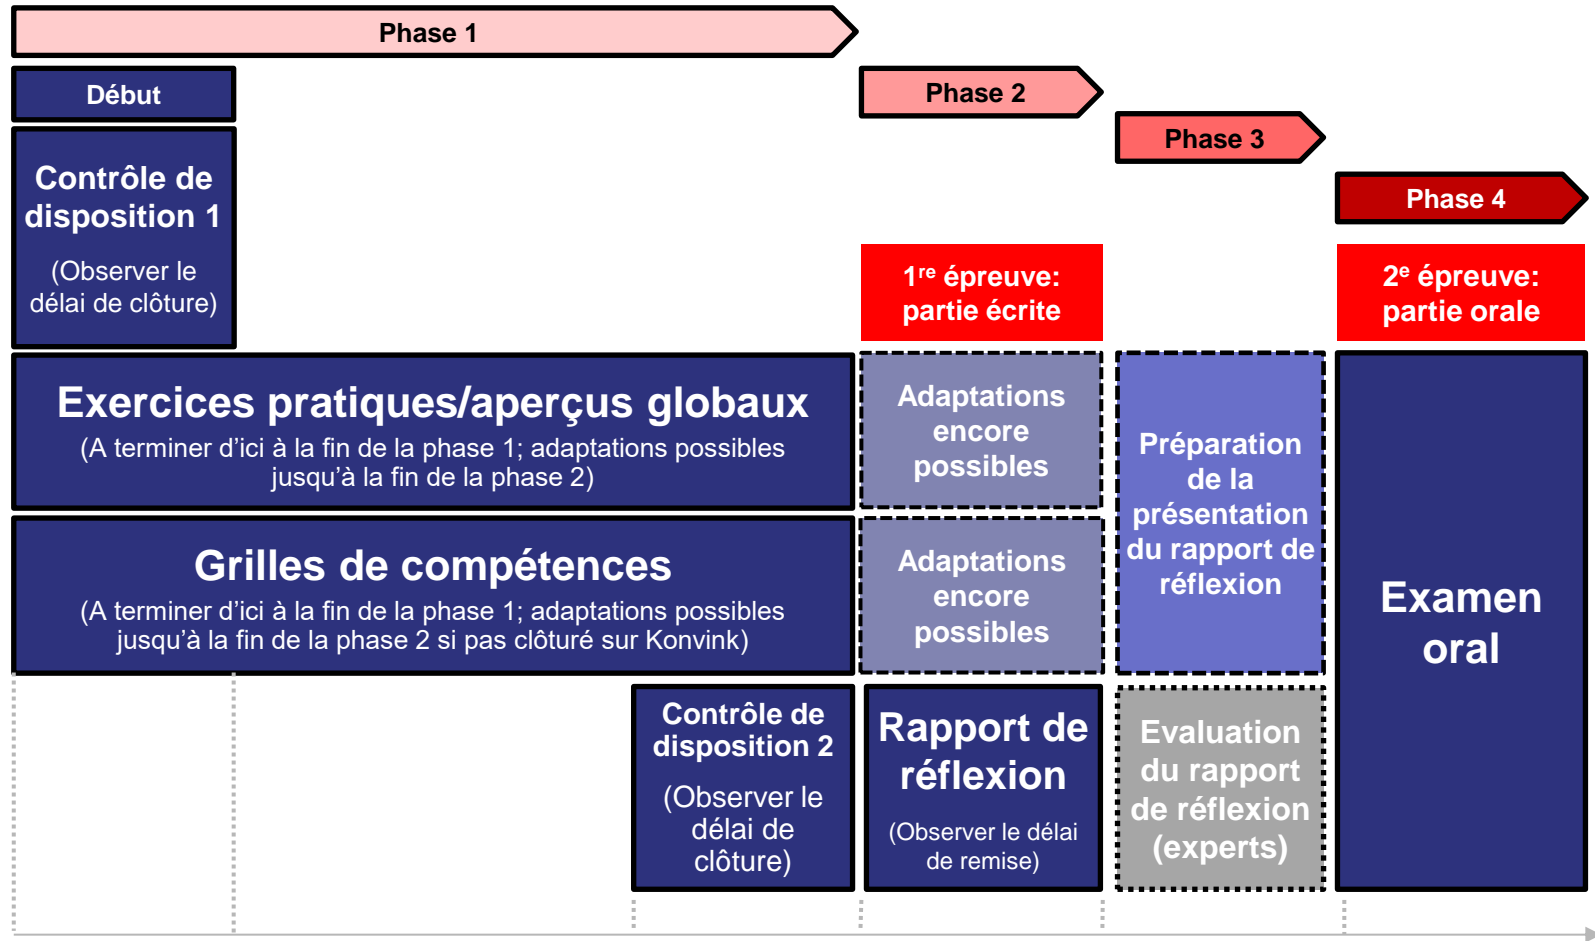 Phase 1
Début
Phase 2
Phase 3
Phase 4
Contrôle de
disposition 1
(Observer le
délai de clôture)
1re épreuve:
partie écrite
2e épreuve:
partie orale
Exercices pratiques/aperçus globaux
(A terminer d’ici à la fin de la phase 1; adaptations possibles
jusqu’à la fin de la phase 2)
Adaptations
encore
possibles
Grilles de compétences
(A terminer d’ici à la fin de la phase 1; adaptations possibles
jusqu’à la fin de la phase 2 si pas clôturé sur Konvink)
Adaptations
encore
possibles
Préparation
de la
présentation
du rapport de
réflexion
Examen
oral
Contrôle de
disposition 2
(Observer le
délai de
clôture)
Rapport de
réflexion
(Observer le délai
de remise)
Evaluation
du rapport
de réflexion
(experts)